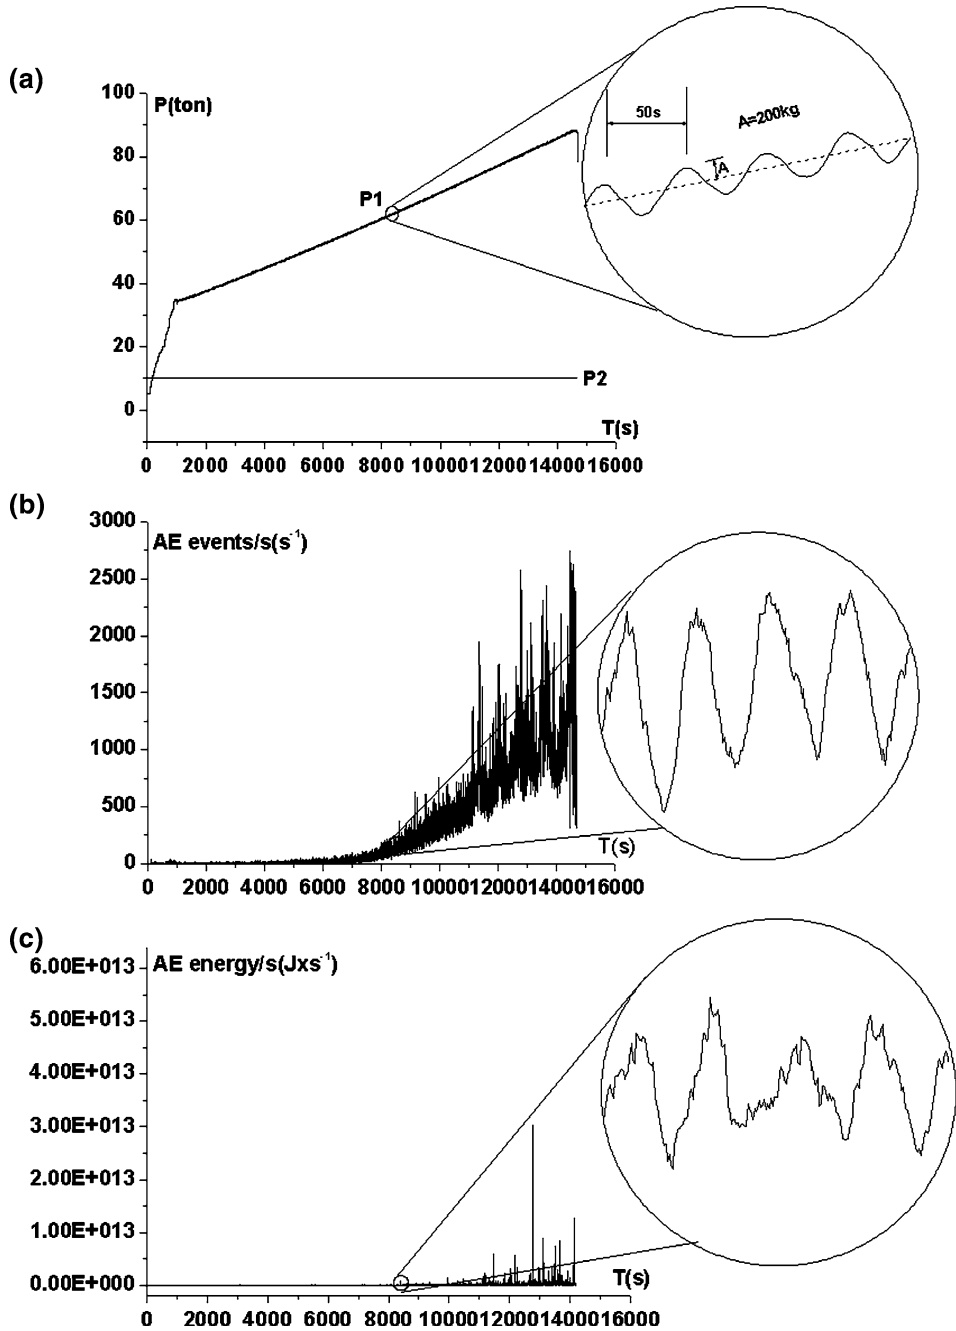 (a)
100
P(ton)
50s
A=200kg
A
80
P1
60
40
20
P2
0
T(s)
0 2000 4000 6000 8000 10000 12000 14000 16000
(b)
3000
AE events/s(s-1)
2500
2000
1500
1000
500
T(s)
0
0 2000 4000 6000 8000 10000 12000 14000 16000
(c)
6.00E+013
AE energy/s(Jxs-1)
5.00E+013
4.00E+013
3.00E+013
2.00E+013
1.00E+013
0.00E+000
T(s)
0 2000 4000 6000 8000 10000 12000 14000 16000